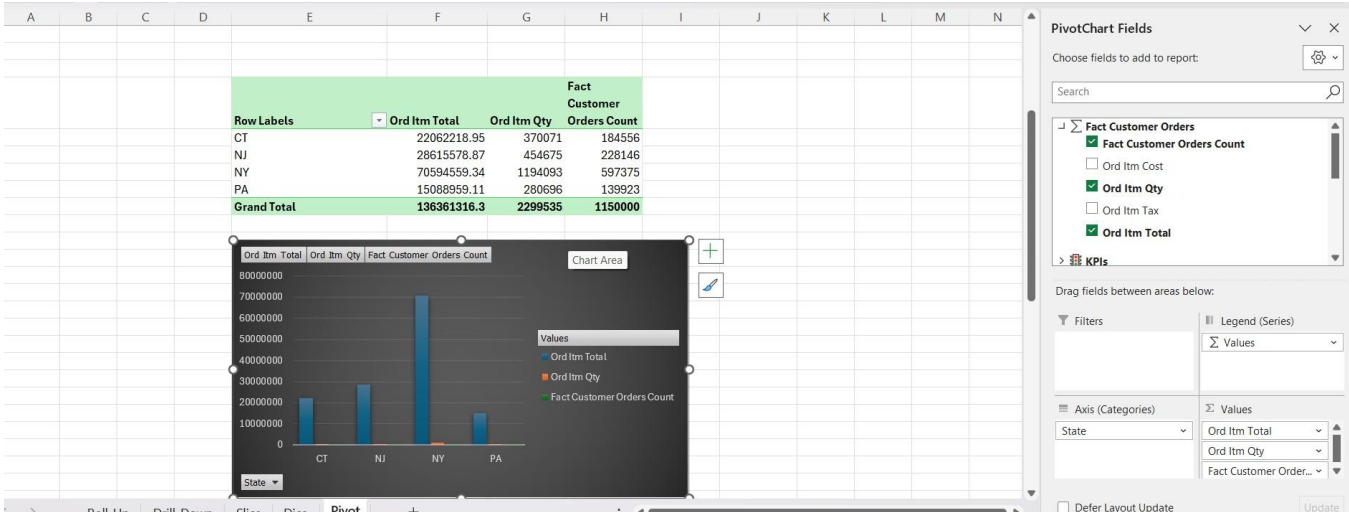 A B C D E F G H I J K L M N
Fact
Customer
Row Labels Ord Itm Total Ord Itm Qty Orders Count
CT 22062218.95 370071 184556
NJ 28615578.87 454675 228146
NY 70594559.34 1194093 597375
PA 15088959.11 280696 139923
Grand Total 136361316.3 2299535 1150000
Ord Itm Total Ord Itm Qty Fact Customer Orders Count
Chart Area
80000000
70000000
60000000
50000000
40000000
30000000
20000000
10000000
0
CT NJ NY PA
Values
Ord Itm Total
Ord Itm Qty
Fact Customer Orders Count
State
Roll-Up Drill-Down Slice Dice Pivot
PivotChart Fields
Choose fields to add to report:
Search
Σ Fact Customer Orders
Fact Customer Orders Count
Ord Itm Cost
Ord Itm Qty
Ord Itm Tax
Ord Itm Total
KPIs
Drag fields between areas below:
Filters
Legend (Series)
Σ Values
Axis (Categories)
State
Σ Values
Ord Itm Total
Ord Itm Qty
Fact Customer Order...
Defer Layout Update
Update